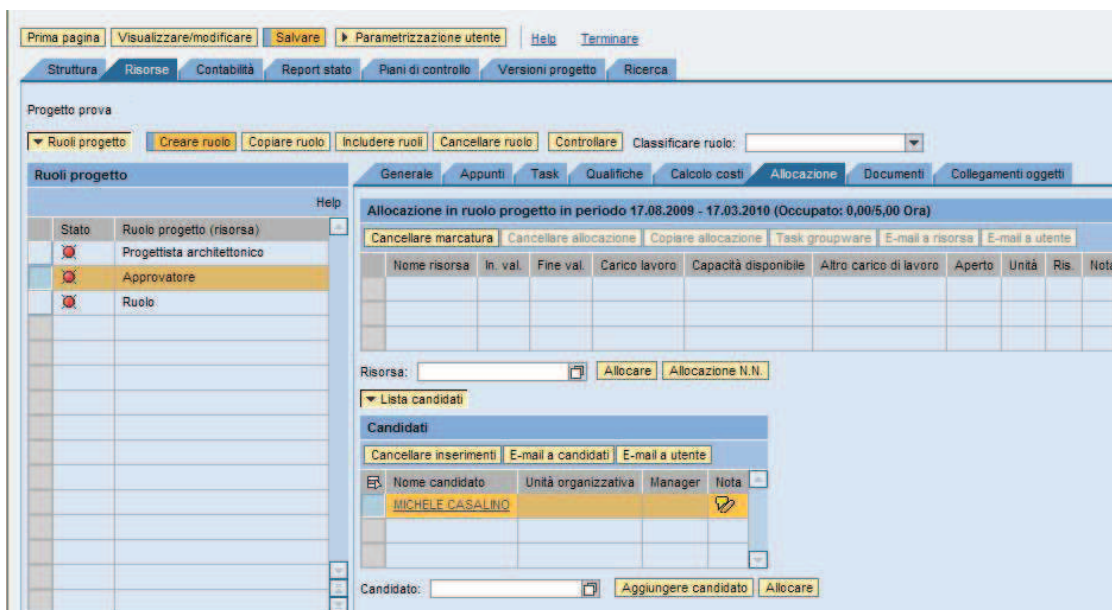 Prima pagina Visualizzare/modificare Salvare Parametrizzazione utente Help Terminare
Struttura Risorse Contabilità Report stato Piani di controllo Versioni progetto Ricerca
Progetto prova
Ruoli progetto Creare ruolo Copiare ruolo Includere ruoli Cancellare ruolo Controllare Classificare ruolo:
Ruoli progetto
Help
Stato Ruolo progetto (risorsa)
Progettista architettonico
Approvatore
Ruolo
Generale Appunti Task Qualifiche Calcolo costi Allocazione Documenti Collegamenti oggetti
Allocazione in ruolo progetto in periodo 17.08.2009 - 17.03.2010 (Occupato: 0,00/5,00 Ora)
Cancellare marcatura Cancellare allocazione Copiare allocazione Task groupware E-mail a risorsa E-mail a utente
Nome risorsa In. val. Fine val. Carico lavoro Capacità disponibile Altro carico di lavoro Aperto Unità Ris. Nota
Risorsa: Allocare Allocazione N.N.
Lista candidati
Candidati
Cancellare inserimenti E-mail a candidati E-mail a utente
Nome candidato Unità organizzativa Manager Nota
MICHELE CASALINO
Candidato: Aggiungere candidato Allocare